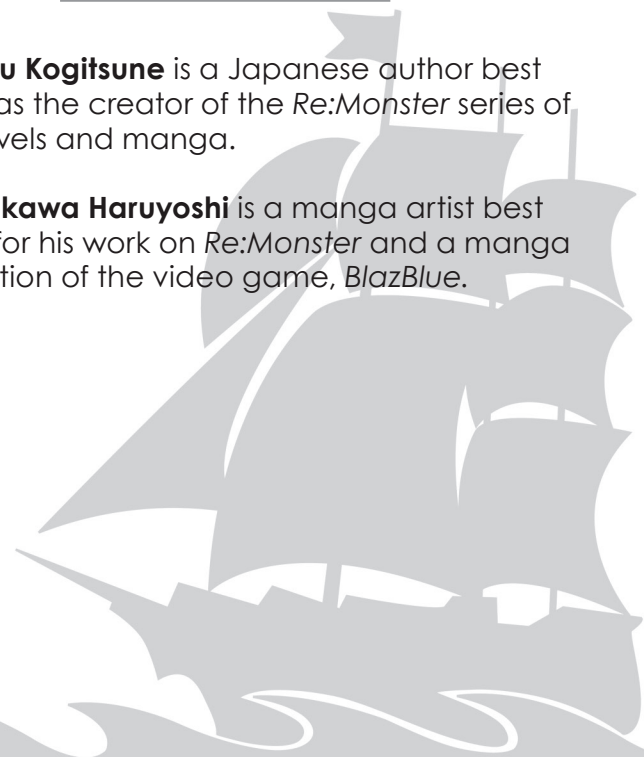 u Kogitsune is a Japanese author best
as the creator of the Re:Monster series of
vels and manga.
kawa Haruyoshi is a manga artist best
for his work on Re:Monster and a manga
tion of the video game, BlazBlue.